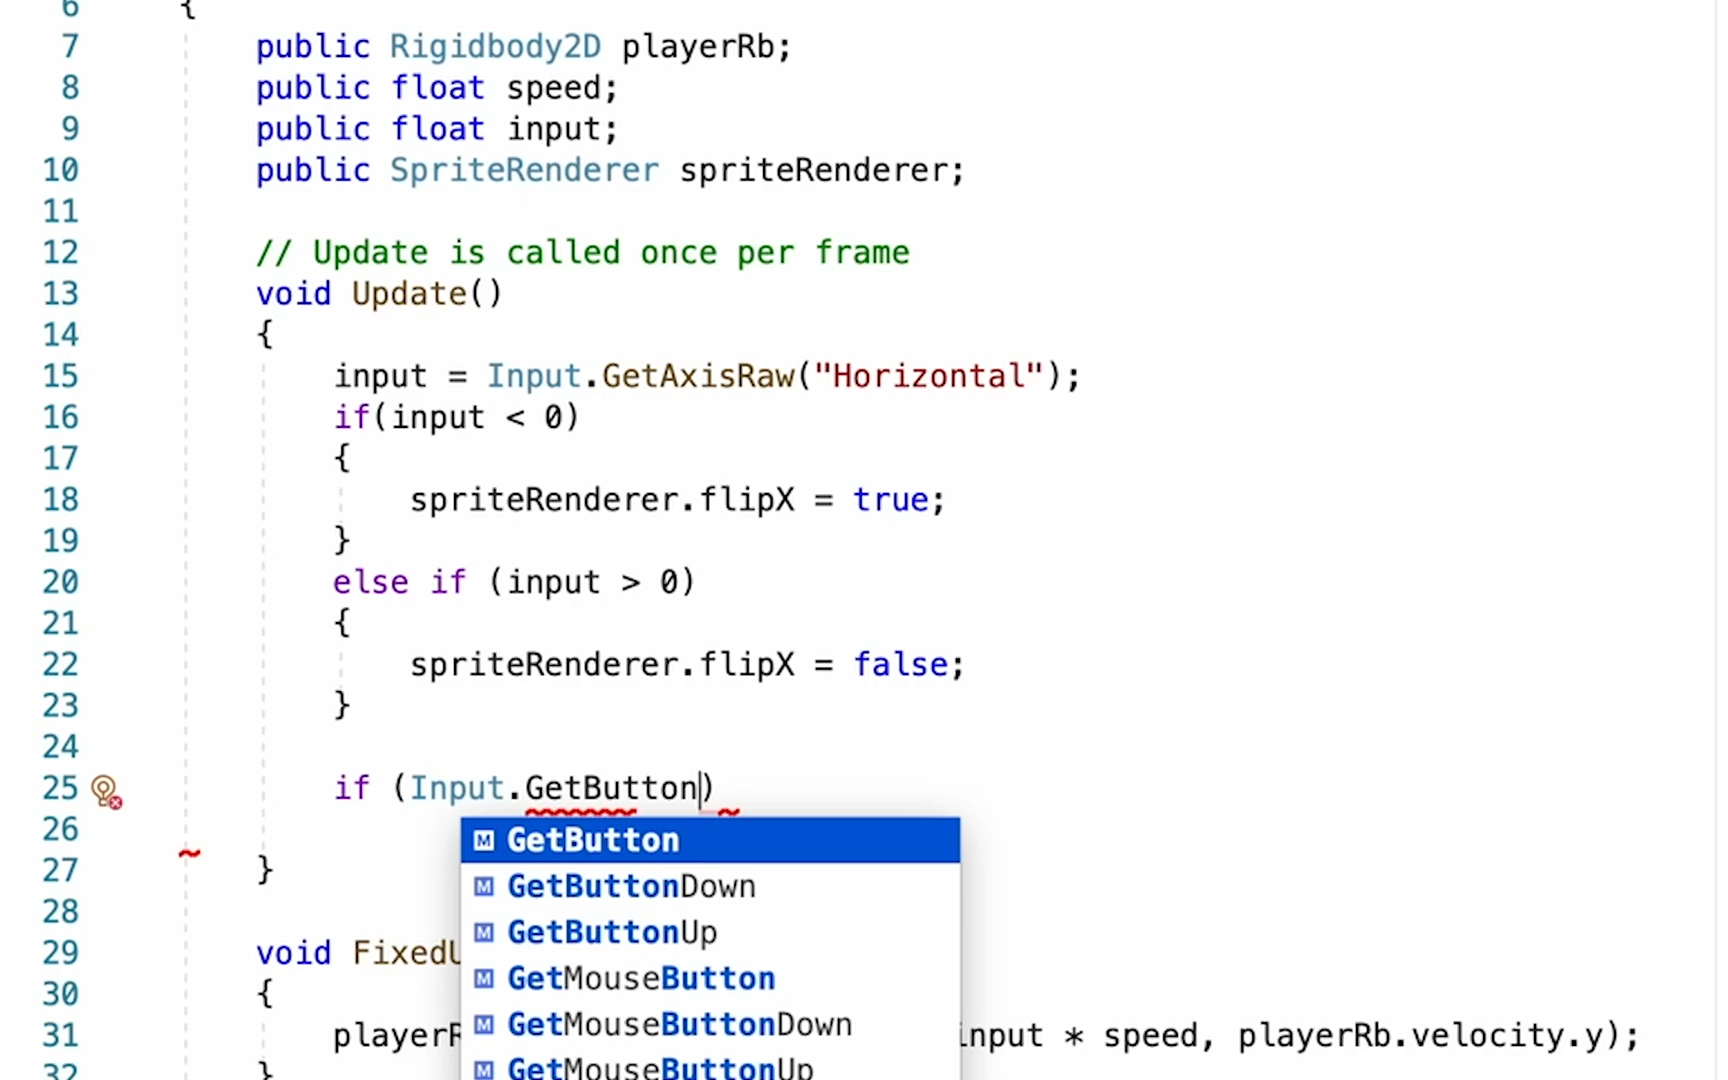 6 {
7 public Rigidbody2D playerRb;
8 public float speed;
9 public float input;
10 public SpriteRenderer spriteRenderer;
11
12 // Update is called once per frame
13 void Update()
14 {
15 input = Input.GetAxisRaw("Horizontal");
16 if(input < 0)
17 {
18 spriteRenderer.flipX = true;
19 }
20 else if (input > 0)
21 {
22 spriteRenderer.flipX = false;
23 }
24
25 if (Input.GetButton)
26
M GetButton
27 }
M GetButtonDown
28
M GetButtonUp
29 void FixedU
M GetMouseButton
30 {
M GetMouseButtonDown
31 playerR input * speed, playerRb.velocity.y);
M GetMouseButtonUp
32 }